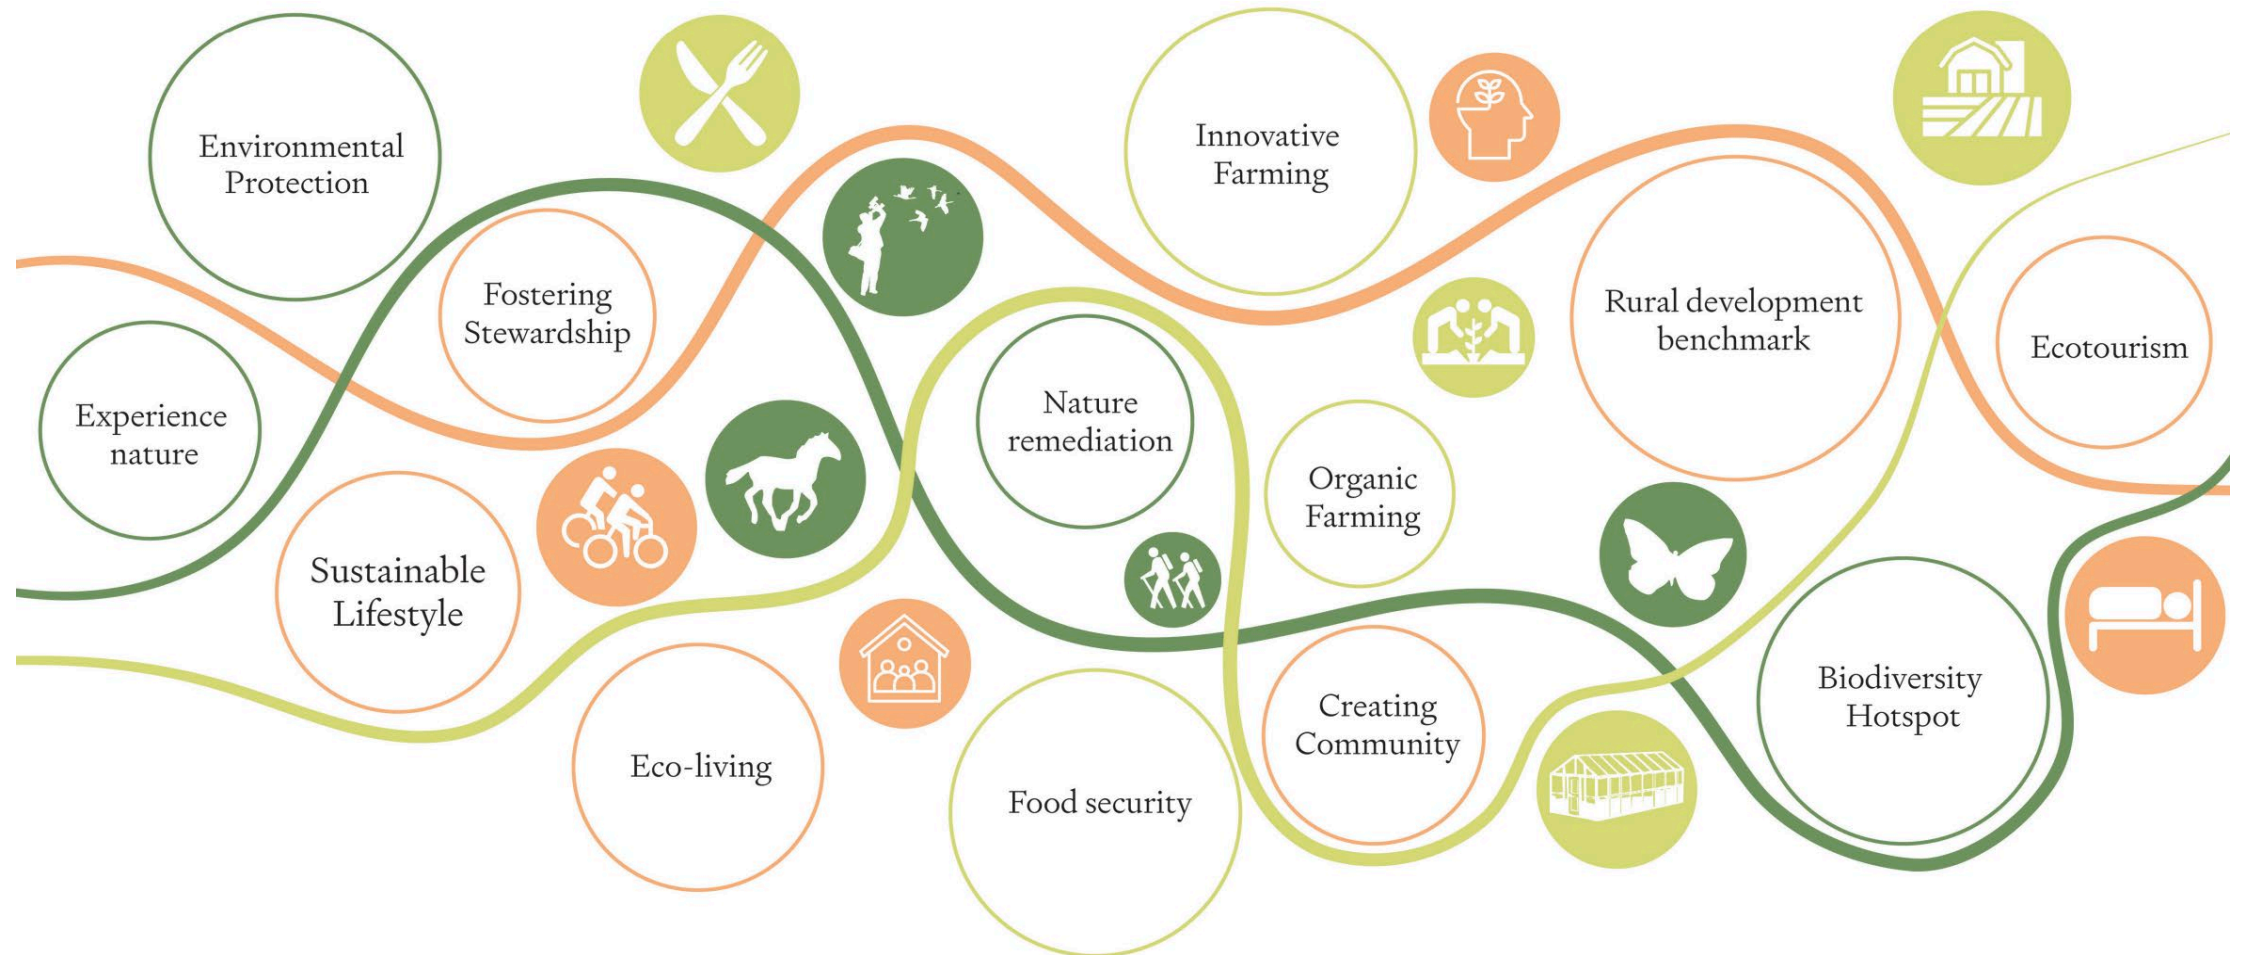 Environmental
Protection
Innovative
Farming
Fostering
Stewardship
Rural development
benchmark
Ecotourism
Experience
nature
Nature
remediation
Organic
Farming
Sustainable
Lifestyle
Biodiversity
Hotspot
Creating
Community
Eco-living
Food security